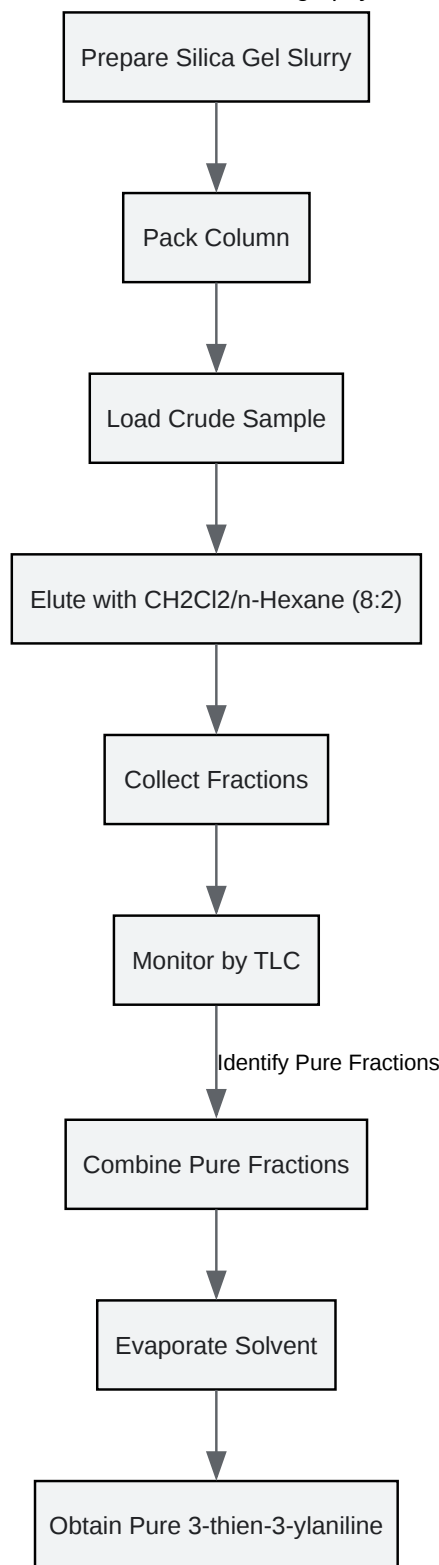 Prepare Silica Gel Slurry
Pack Column
Load Crude Sample
Elute with CH2Cl2/n-Hexane (8:2)
Collect Fractions
Monitor by TLC
Identify Pure Fractions
Combine Pure Fractions
Evaporate Solvent
Obtain Pure 3-thien-3-ylaniline